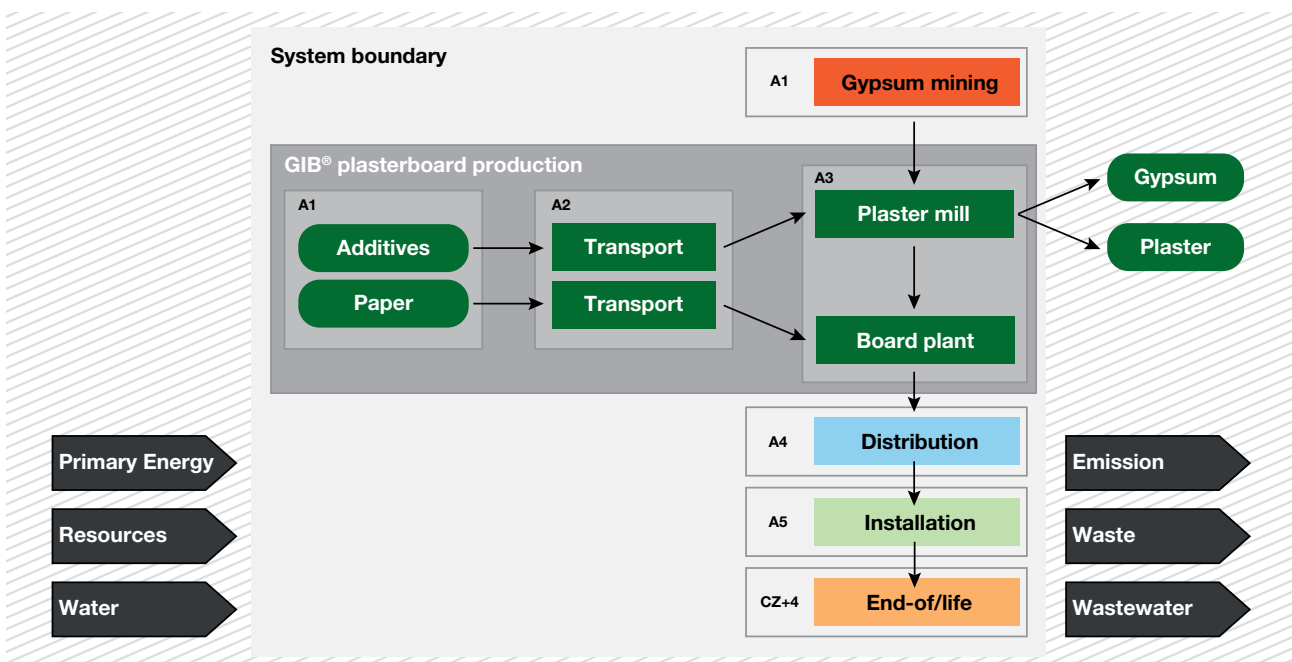 System boundary
A1
Gypsum mining
GIB® plasterboard production
A1
Additives
Paper
A2
Transport
Transport
A3
Plaster mill
Board plant
Gypsum
Plaster
A4
Distribution
A5
Installation
CZ+4
End-of/life
Primary Energy
Resources
Water
Emission
Waste
Wastewater